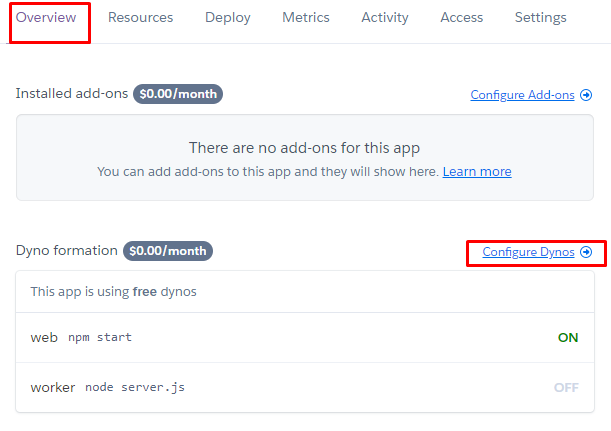 Overview Resources Deploy Metrics Activity Access Settings
Installed add-ons $0.00/month Configure Add-ons
There are no add-ons for this app
You can add add-ons to this app and they will show here. Learn more
Dyno formation $0.00/month Configure Dynos
This app is using free dynos
web npm start ON
worker node server.js OFF